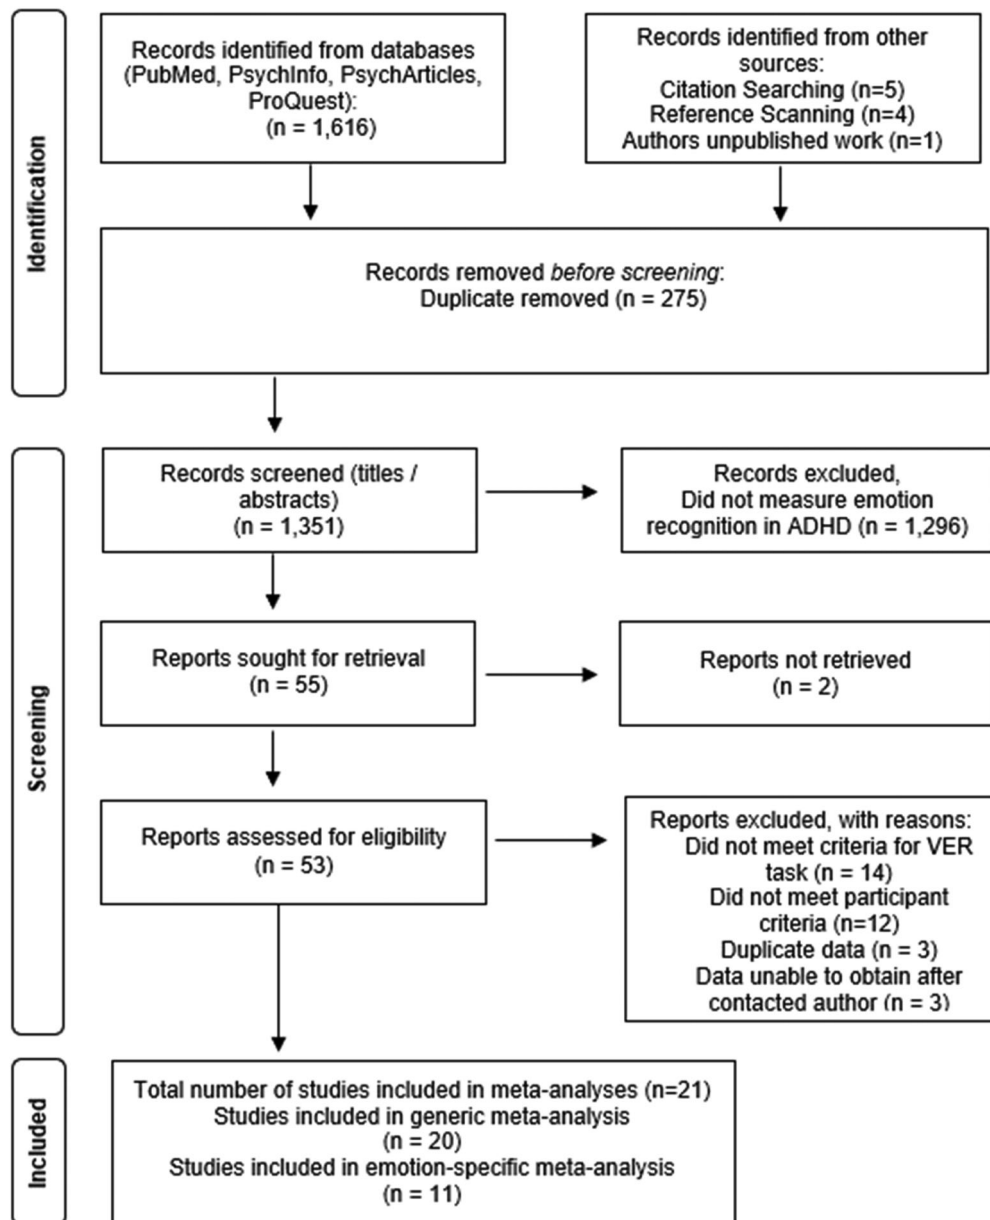 Identification
Records identified from databases
(PubMed, PsychInfo, PsychArticles,
ProQuest):
(n = 1,616)
Records identified from other
sources:
Citation Searching (n=5)
Reference Scanning (n=4)
Authors unpublished work (n=1)
Records removed before screening:
Duplicate removed (n = 275)
Screening
Records screened (titles /
abstracts)
(n = 1,351)
Records excluded,
Did not measure emotion
recognition in ADHD (n = 1,296)
Reports sought for retrieval
(n = 55)
Reports not retrieved
(n = 2)
Reports assessed for eligibility
(n = 53)
Reports excluded, with reasons:
Did not meet criteria for VER
task (n = 14)
Did not meet participant
criteria (n=12)
Duplicate data (n = 3)
Data unable to obtain after
contacted author (n = 3)
Included
Total number of studies included in meta-analyses (n=21)
Studies included in generic meta-analysis
(n = 20)
Studies included in emotion-specific meta-analysis
(n = 11)